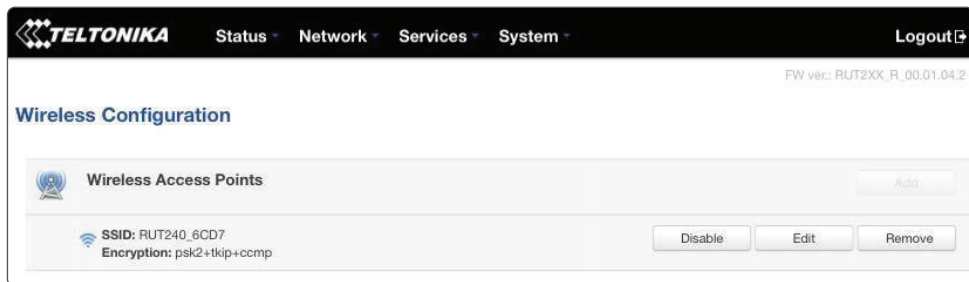 TELTONIKA Status Network Services System Logout
FW ver.: RUT2XX_R_00.01.04.2
Wireless Configuration
Wireless Access Points Add
SSID: RUT240_6CD7 Disable Edit Remove
Encryption: psk2+tkip+ccmp